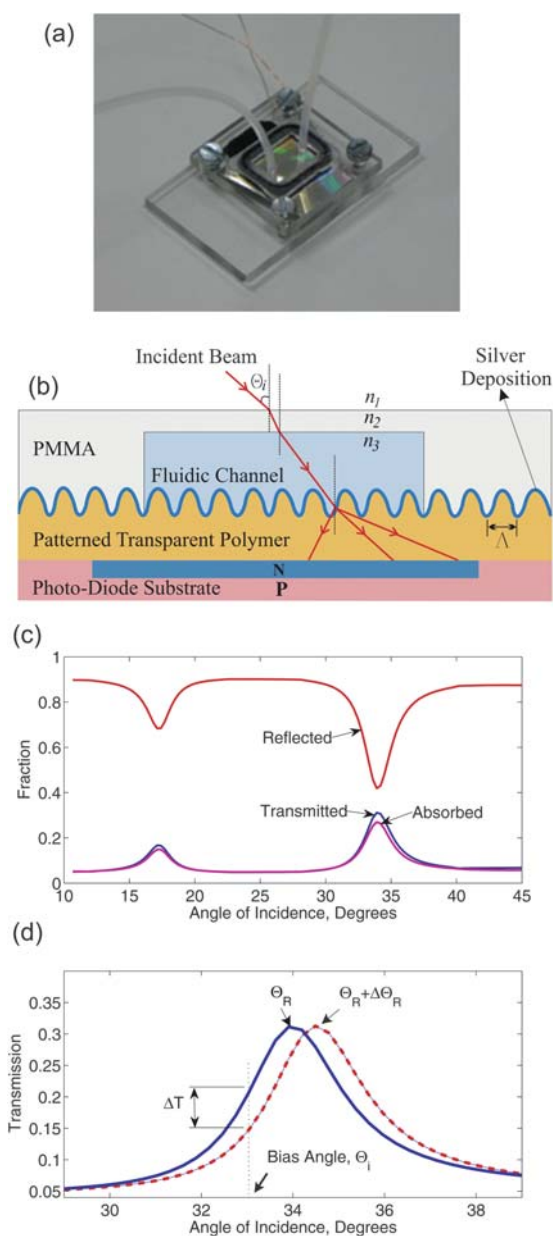 (a)
(b)
Incident Beam
Θi
Silver
Deposition
n1
n2
n3
PMMA
Fluidic Channel
Patterned Transparent Polymer
Λ
N
Photo-Diode Substrate
P
(c)
1
0.8
0.6
0.4
0.2
0
Fraction
Reflected
Transmitted
Absorbed
10 15 20 25 30 35 40 45
Angle of Incidence, Degrees
(d)
0.35
0.3
0.25
0.2
0.15
0.1
0.05
Transmission
ΘR
ΘR+ΔΘR
ΔT
Bias Angle, Θi
30 32 34 36 38
Angle of Incidence, Degrees